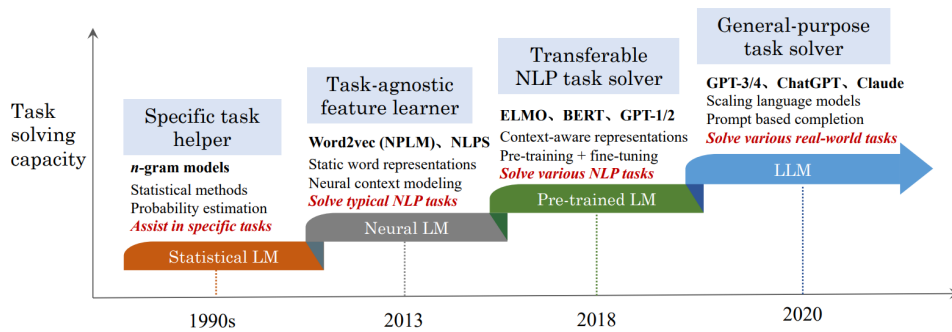 Task
solving
capacity
Specific task
helper
n-gram models
Statistical methods
Probability estimation
Assist in specific tasks
Statistical LM
1990s
Task-agnostic
feature learner
Word2vec (NPLM)、NLPS
Static word representations
Neural context modeling
Solve typical NLP tasks
Neural LM
2013
Transferable
NLP task solver
ELMO、BERT、GPT-1/2
Context-aware representations
Pre-training + fine-tuning
Solve various NLP tasks
Pre-trained LM
2018
General-purpose
task solver
GPT-3/4、ChatGPT、Claude
Scaling language models
Prompt based completion
Solve various real-world tasks
LLM
2020